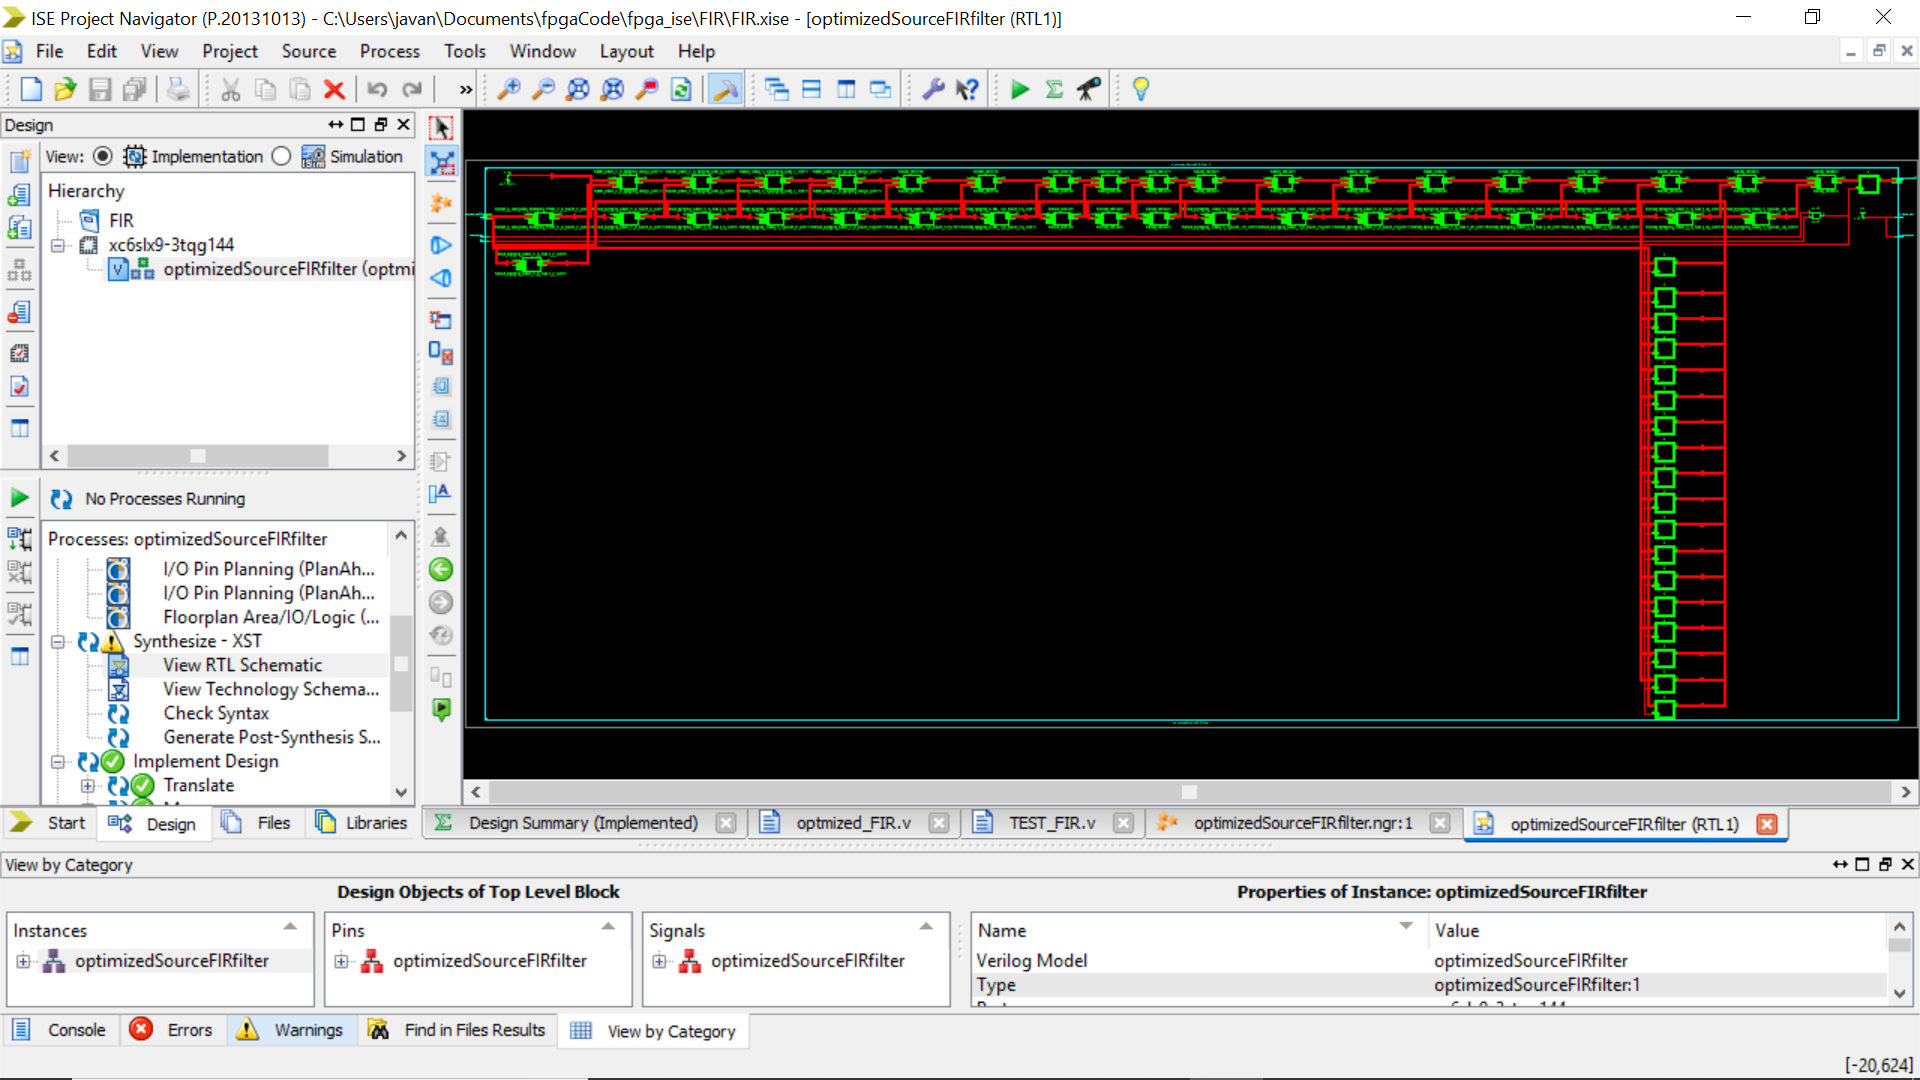 ISE Project Navigator (P.20131013) - C:\Users\javan\Documents\fpgaCode\fpga_ise\FIR\FIR.xise - [optimizedSourceFIRfilter (RTL1)]
File Edit View Project Source Process Tools Window Layout Help
Design
View: Implementation Simulation
Hierarchy
FIR
xc6slx9-3tqg144
optimizedSourceFIRfilter (optmi
No Processes Running
Processes: optimizedSourceFIRfilter
I/O Pin Planning (PlanAh...
I/O Pin Planning (PlanAh...
Floorplan Area/IO/Logic (...
Synthesize - XST
View RTL Schematic
View Technology Schema...
Check Syntax
Generate Post-Synthesis S...
Implement Design
Translate
Start Design Files Libraries
Design Summary (Implemented) optmized_FIR.v TEST_FIR.v optimizedSourceFIRfilter.ngr:1 optimizedSourceFIRfilter (RTL1)
View by Category
Design Objects of Top Level Block
Properties of Instance: optimizedSourceFIRfilter
Instances Pins Signals Name Value
optimizedSourceFIRfilter optimizedSourceFIRfilter optimizedSourceFIRfilter Verilog Model optimizedSourceFIRfilter
Type optimizedSourceFIRfilter:1
Console Errors Warnings Find in Files Results View by Category
[-20,624]